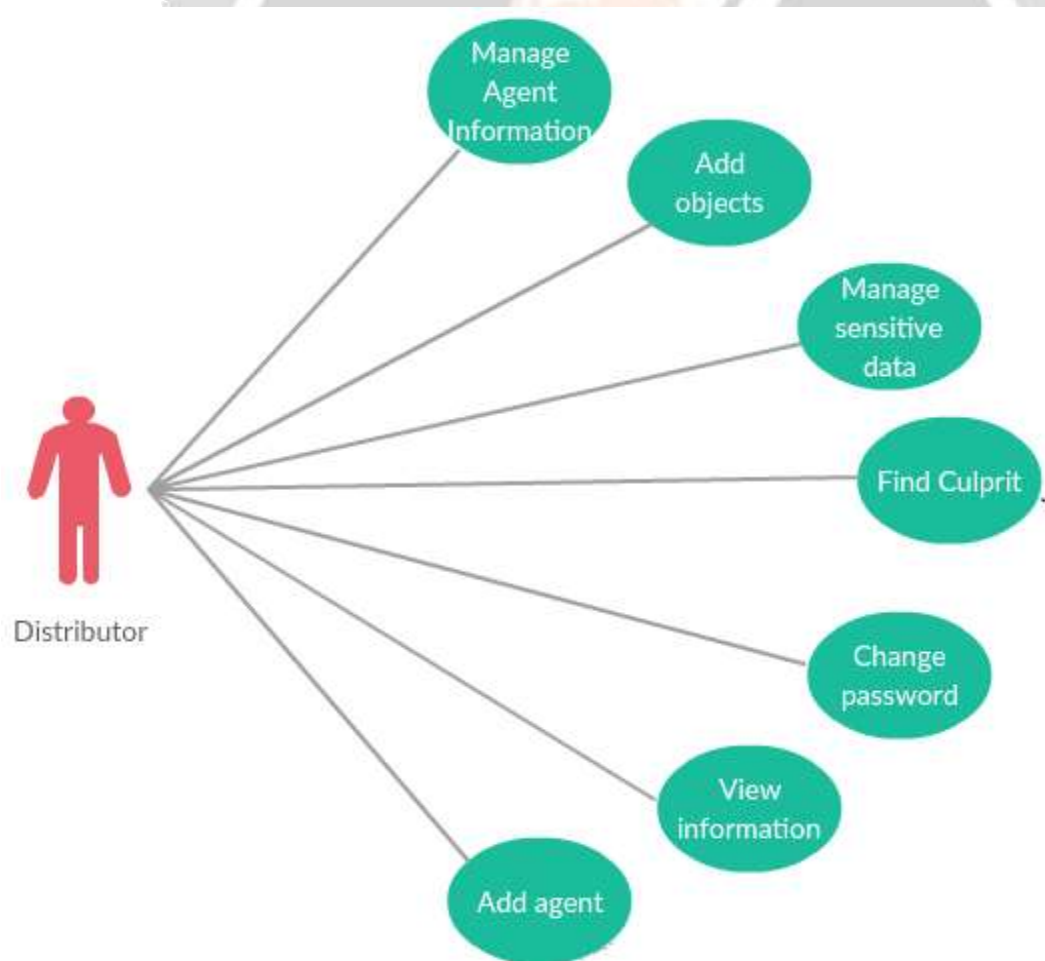 Manage
Agent
Information
Add
objects
Manage
sensitive
data
Find Culprit
Distributor
Change
password
View
information
Add agent